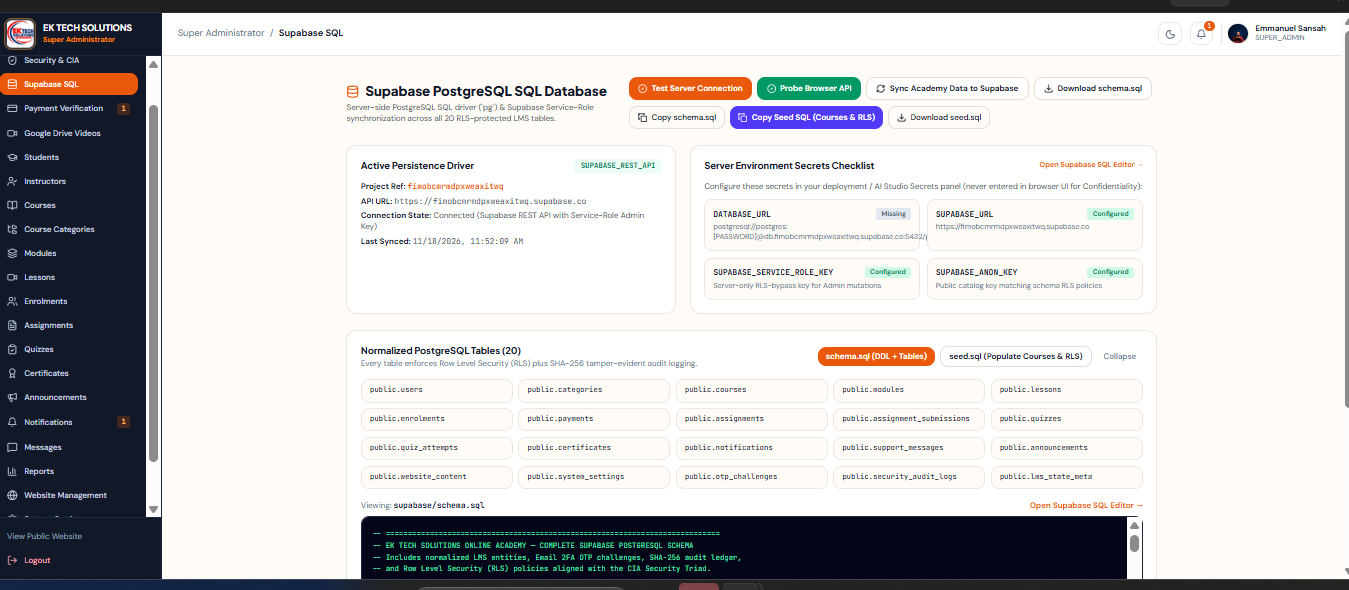 EK TECH SOLUTIONS
Super Administrator
Security & CIA
Supabase SQL
Payment Verification 1
Google Drive Videos
Students
Instructors
Courses
Course Categories
Modules
Lessons
Enrolments
Assignments
Quizzes
Certificates
Announcements
Notifications 1
Messages
Reports
Website Management
View Public Website
Logout
Super Administrator / Supabase SQL
1
Emmanuel Sansah
SUPER_ADMIN
Supabase PostgreSQL SQL Database
Server-side PostgreSQL SQL driver ('pg') & Supabase Service-Role
synchronization across all 20 RLS-protected LMS tables.
Test Server Connection
Probe Browser API
Sync Academy Data to Supabase
Download schema.sql
Copy schema.sql
Copy Seed SQL (Courses & RLS)
Download seed.sql
Active Persistence Driver
SUPABASE_REST_API
Project Ref: fimobcmrmdpxweaxitwq
API URL: https://fimobcmrmdpxweaxitwq.supabase.co
Connection State: Connected (Supabase REST API with Service-Role Admin
Key)
Last Synced: 11/18/2026, 11:52:09 AM
Server Environment Secrets Checklist
Open Supabase SQL Editor →
Configure these secrets in your deployment / AI Studio Secrets panel (never entered in browser UI for Confidentiality):
DATABASE_URL
Missing
postgresql://postgres:
[PASSWORD]@db.fimobcmrmdpxweaxitwq.supabase.co:5432/
SUPABASE_URL
Configured
https://fimobcmrmdpxweaxitwq.supabase.co
SUPABASE_SERVICE_ROLE_KEY
Configured
Server-only RLS-bypass key for Admin mutations
SUPABASE_ANON_KEY
Configured
Public catalog key matching schema RLS policies
Normalized PostgreSQL Tables (20)
Every table enforces Row Level Security (RLS) plus SHA-256 tamper-evident audit logging.
schema.sql (DDL + Tables)
seed.sql (Populate Courses & RLS)
Collapse
public.users
public.categories
public.courses
public.modules
public.lessons
public.enrolments
public.payments
public.assignments
public.assignment_submissions
public.quizzes
public.quiz_attempts
public.certificates
public.notifications
public.support_messages
public.announcements
public.website_content
public.system_settings
public.otp_challenges
public.security_audit_logs
public.lms_state_meta
Viewing: supabase/schema.sql
Open Supabase SQL Editor →
-- =========================================================================
-- EK TECH SOLUTIONS ONLINE ACADEMY — COMPLETE SUPABASE POSTGRESQL SCHEMA
-- Includes normalized LMS entities, Email 2FA OTP challenges, SHA-256 audit ledger,
-- and Row Level Security (RLS) policies aligned with the CIA Security Triad.